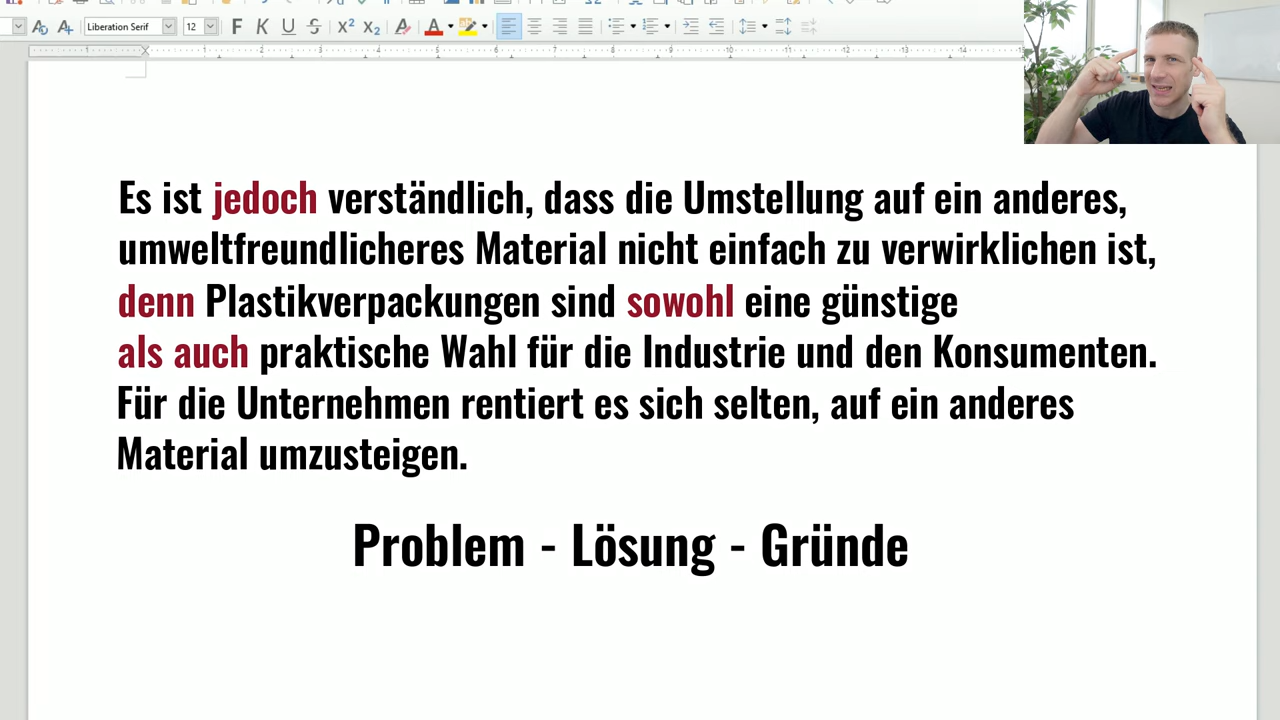 Liberation Serif 12 F K U S X² X₂ A
Es ist jedoch verständlich, dass die Umstellung auf ein anderes,
umweltfreundlicheres Material nicht einfach zu verwirklichen ist,
denn Plastikverpackungen sind sowohl eine günstige
als auch praktische Wahl für die Industrie und den Konsumenten.
Für die Unternehmen rentiert es sich selten, auf ein anderes
Material umzusteigen.
Problem - Lösung - Gründe